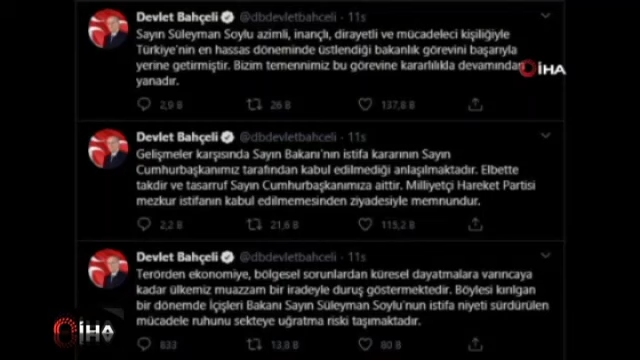 Devlet Bahçeli @dbdevletbahceli · 11s
Sayın Süleyman Soylu azimli, inançlı, dirayetli ve mücadeleci kişiliğiyle
Türkiye'nin en hassas döneminde üstlendiği bakanlık görevini başarıyla
yerine getirmiştir. Bizim temennimiz bu görevine kararlılıkla devamından
yanadır.
İHA
2,9 B 26 B 137,8 B
Devlet Bahçeli @dbdevletbahceli · 11s
Gelişmeler karşısında Sayın Bakanı'nın istifa kararının Sayın
Cumhurbaşkanımız tarafından kabul edilmediği anlaşılmaktadır. Elbette
takdir ve tasarruf Sayın Cumhurbaşkanımıza aittir. Milliyetçi Hareket Partisi
mezkur istifanın kabul edilmemesinden ziyadesiyle memnundur.
2,2 B 21,6 B 115,2 B
Devlet Bahçeli @dbdevletbahceli · 11s
Terörden ekonomiye, bölgesel sorunlardan küresel dayatmalara varıncaya
kadar ülkemiz muazzam bir iradeyle duruş göstermektedir. Böylesi kırılgan
bir dönemde İçişleri Bakanı Sayın Süleyman Soylu'nun istifa niyeti sürdürülen
mücadele ruhunu sekteye uğratma riski taşımaktadır.
İHA
833 13,8 B 80 B